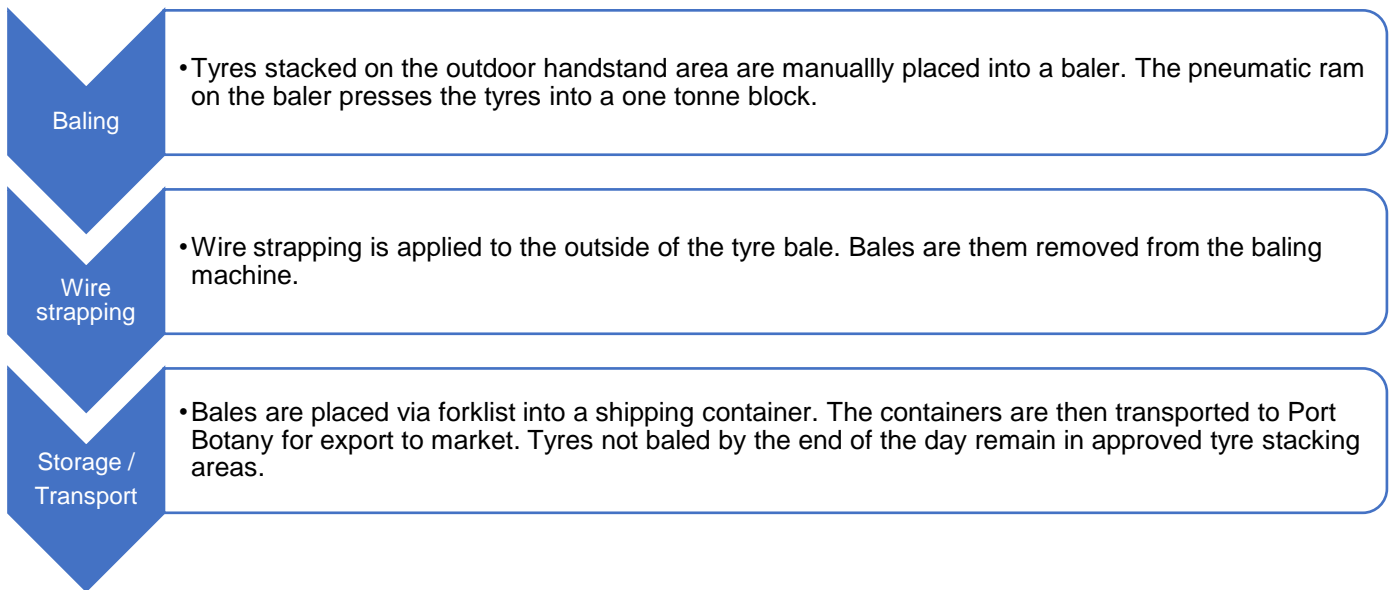 Baling
•Tyres stacked on the outdoor handstand area are manuallly placed into a baler. The pneumatic ram
on the baler presses the tyres into a one tonne block.
Wire
strapping
•Wire strapping is applied to the outside of the tyre bale. Bales are them removed from the baling
machine.
Storage /
Transport
•Bales are placed via forklist into a shipping container. The containers are then transported to Port
Botany for export to market. Tyres not baled by the end of the day remain in approved tyre stacking
areas.